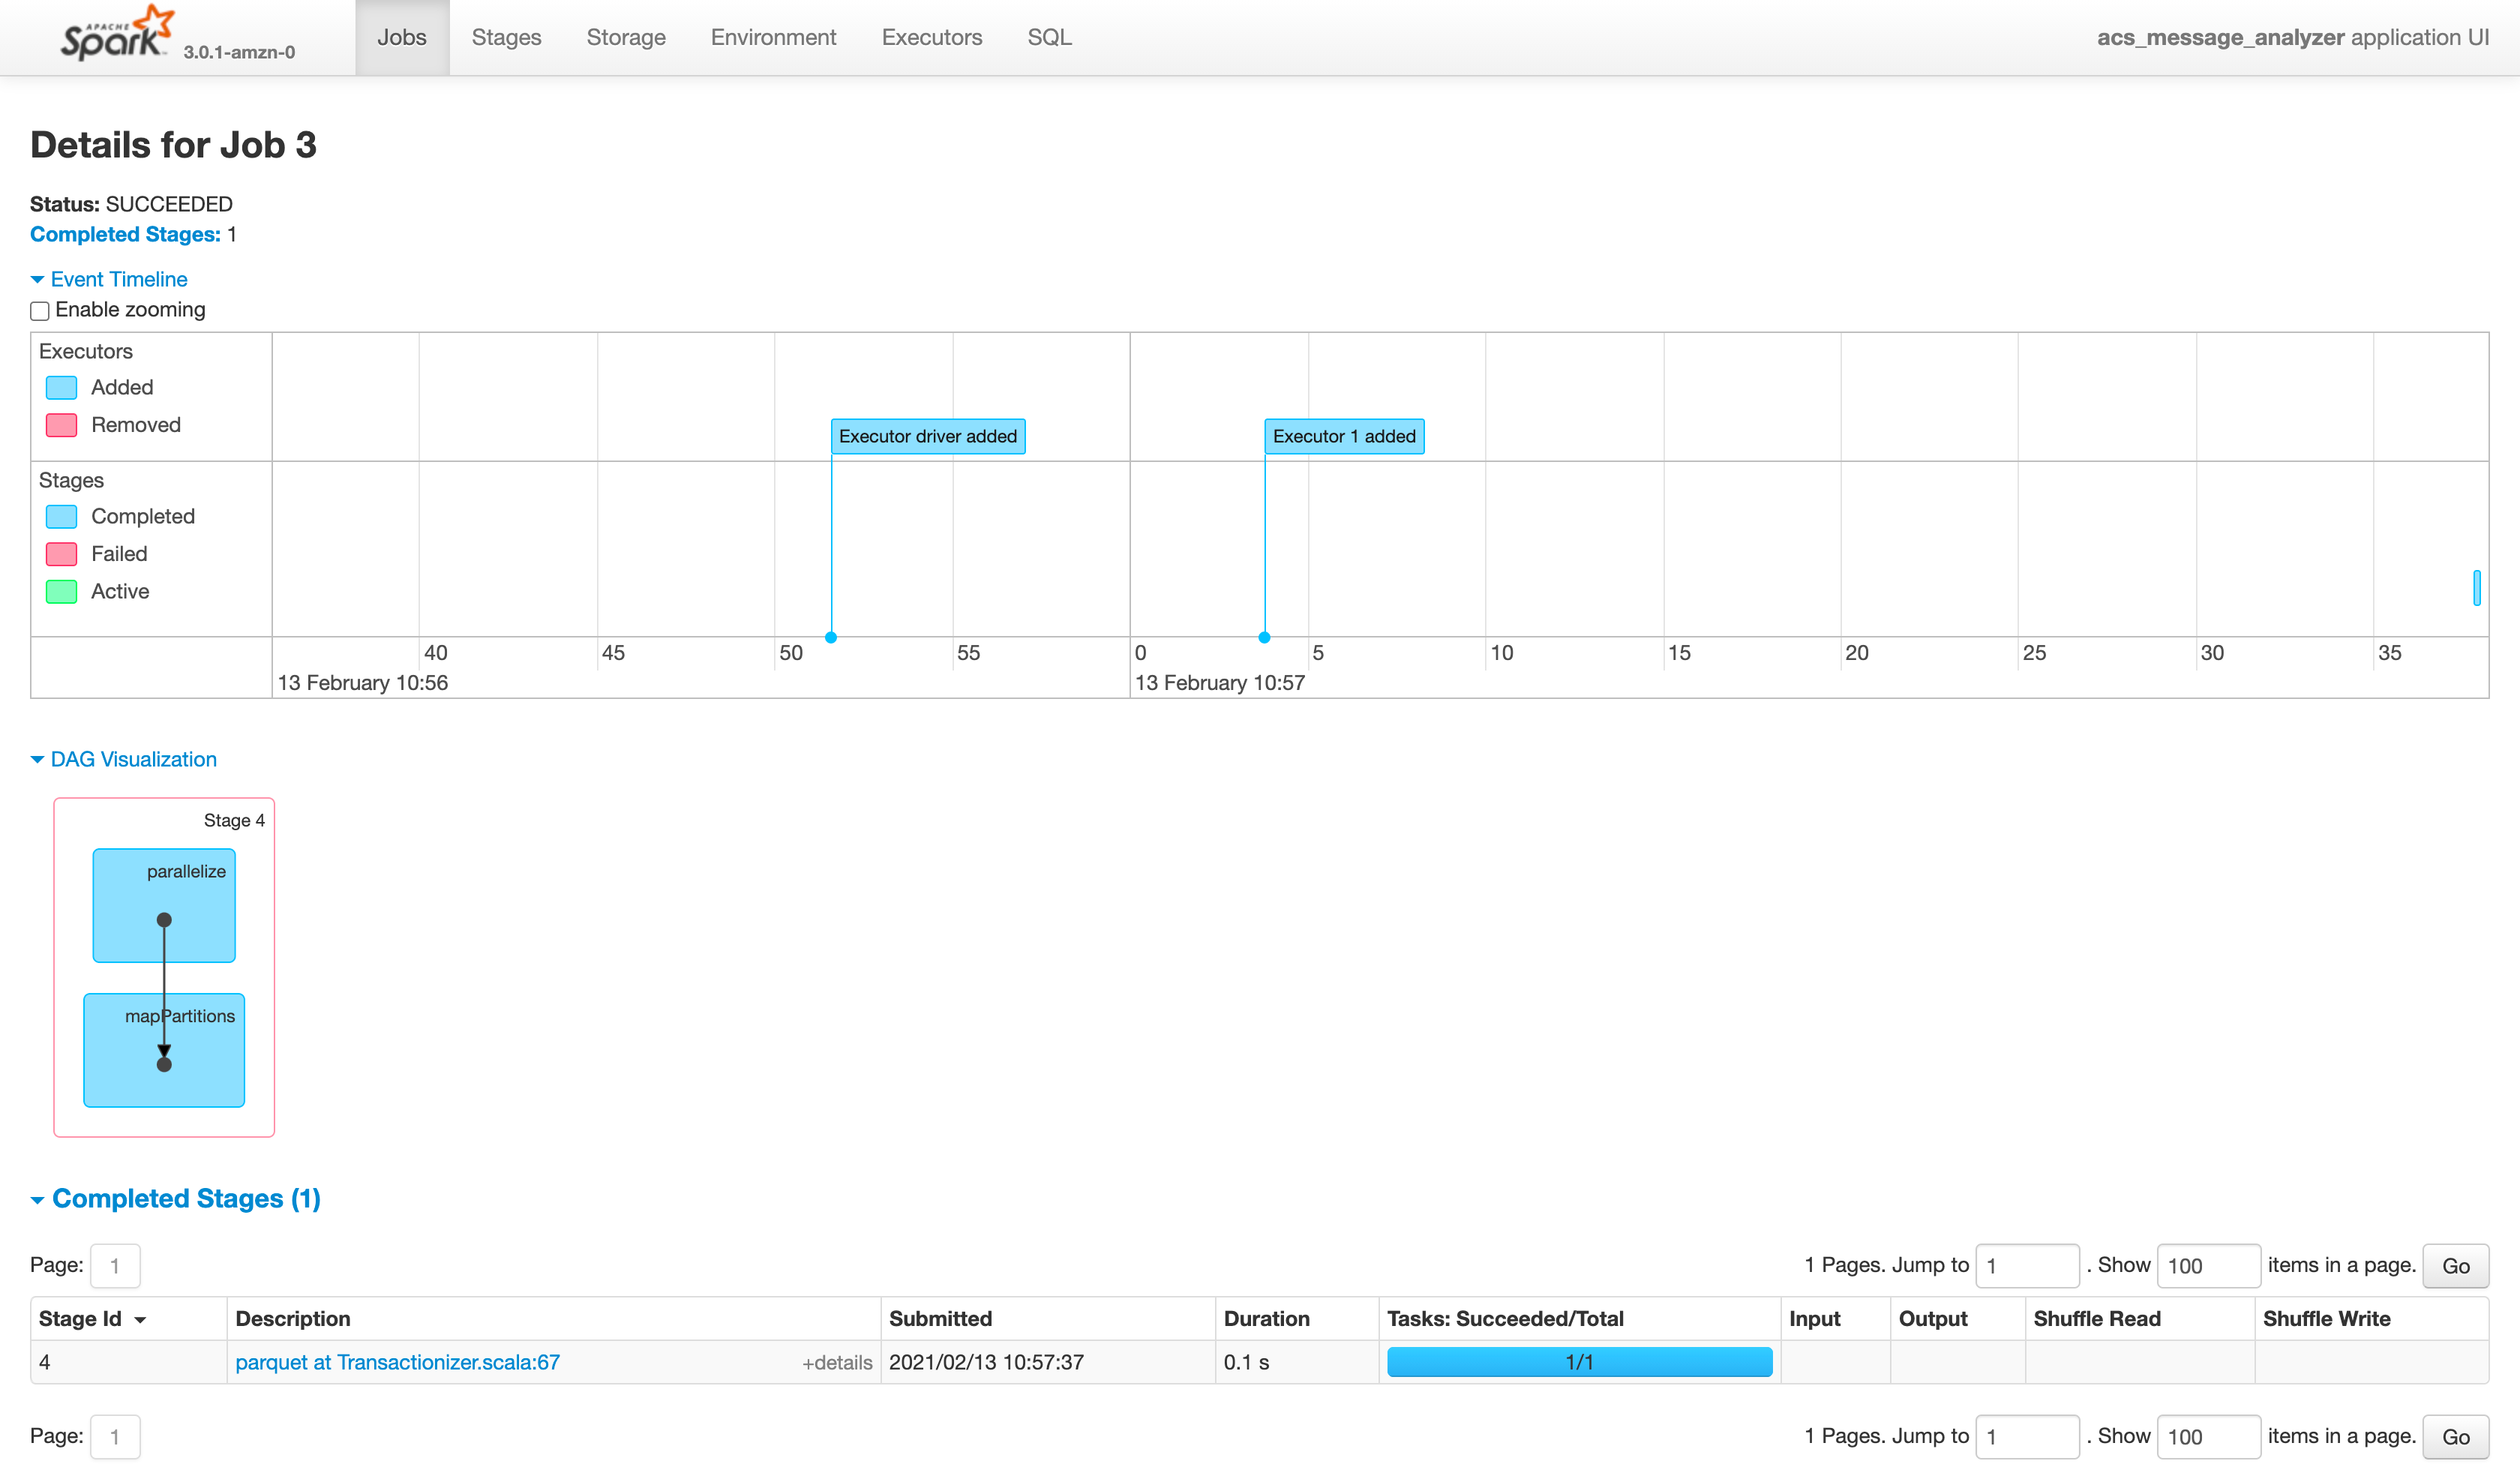 APACHE Spark 3.0.1-amzn-0 Jobs Stages Storage Environment Executors SQL acs_message_analyzer application UI
Details for Job 3
Status: SUCCEEDED
Completed Stages: 1
Event Timeline
Enable zooming
Executors
Added
Removed
Executor driver added Executor 1 added
Stages
Completed
Failed
Active
40 45 50 55 0 5 10 15 20 25 30 35
13 February 10:56 13 February 10:57
DAG Visualization
Stage 4
parallelize
mapPartitions
Completed Stages (1)
Page: 1 1 Pages. Jump to 1 . Show 100 items in a page. Go
Stage Id Description Submitted Duration Tasks: Succeeded/Total Input Output Shuffle Read Shuffle Write
4 parquet at Transactionizer.scala:67 +details 2021/02/13 10:57:37 0.1 s 1/1
Page: 1 1 Pages. Jump to 1 . Show 100 items in a page. Go